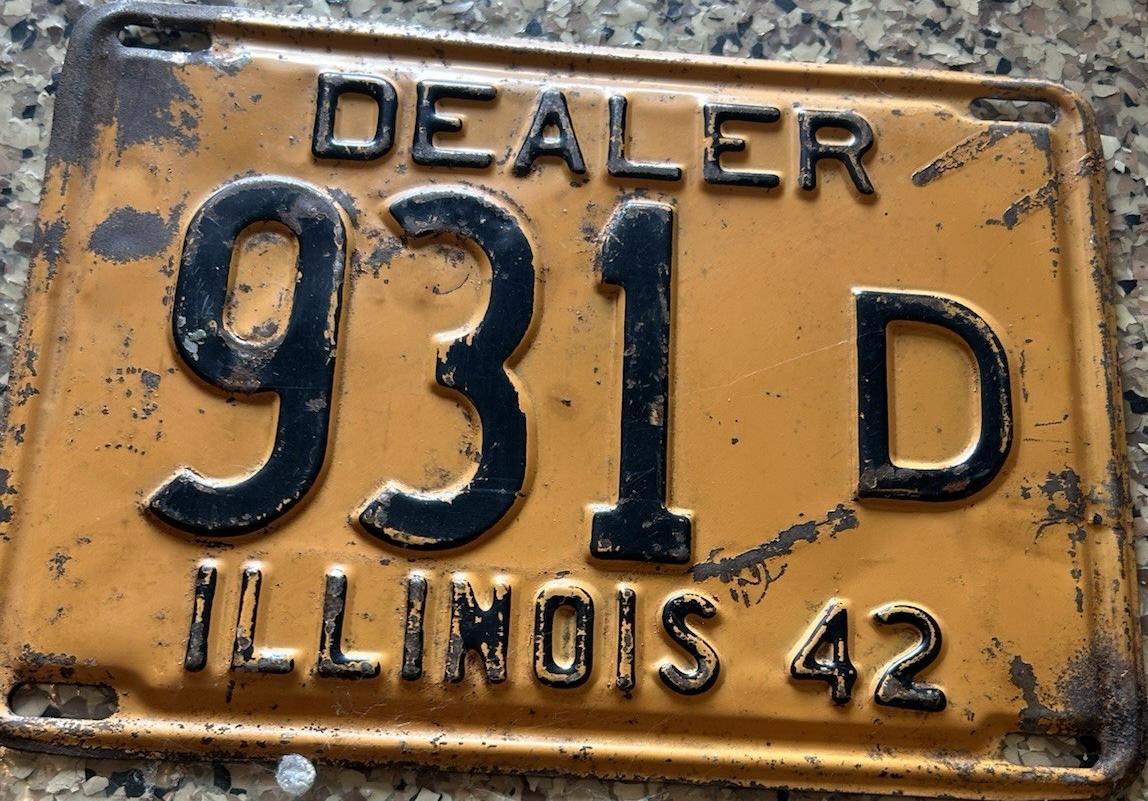 DEALER
931 D
ILLINOIS 42